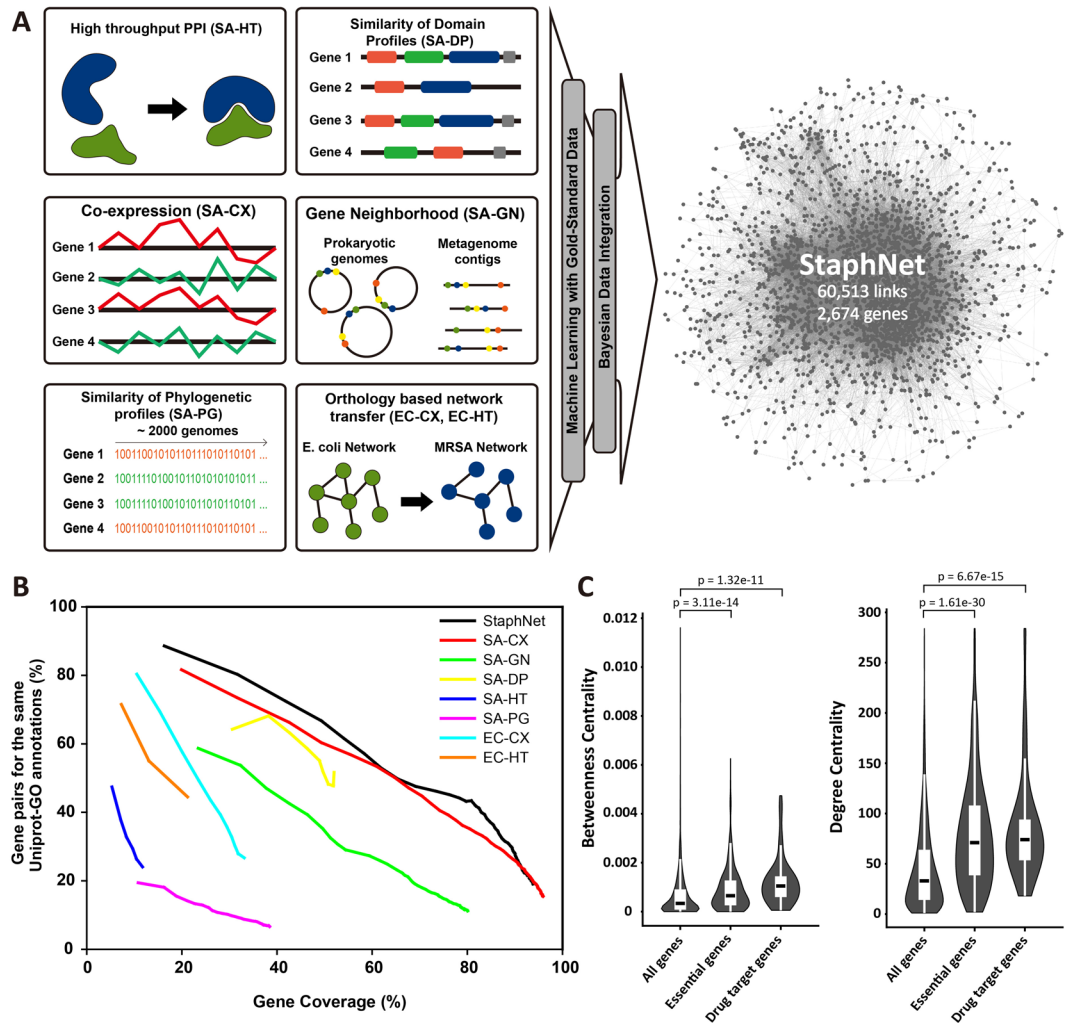 A
High throughput PPI (SA-HT)
Similarity of Domain
Profiles (SA-DP)
Gene 1
Gene 2
Gene 3
Gene 4
Co-expression (SA-CX)
Gene 1
Gene 2
Gene 3
Gene 4
Gene Neighborhood (SA-GN)
Prokaryotic
genomes
Metagenome
contigs
Similarity of Phylogenetic
profiles (SA-PG)
~ 2000 genomes
Gene 1 1001100101011011101011010101 ...
Gene 2
Gene 3
Gene 4
Orthology based network
transfer (EC-CX, EC-HT)
E. coli Network
MRSA Network
Machine Learning with Gold-Standard Data
Bayesian Data Integration
StaphNet
60,513 links
2,674 genes
B
Gene pairs for the same
Uniprot-GO annotations (%)
100
80
60
40
20
0
0 20 40 60 80 100
Gene Coverage (%)
StaphNet
SA-CX
SA-GN
SA-DP
SA-HT
SA-PG
EC-CX
EC-HT
C
p = 1.32e-11
p = 3.11e-14
Betweenness Centrality
0.012
0.010
0.008
0.006
0.004
0.002
0
All genes
Essential genes
Drug target genes
p = 6.67e-15
p = 1.61e-30
Degree Centrality
300
250
200
150
100
50
0
All genes
Essential genes
Drug target genes